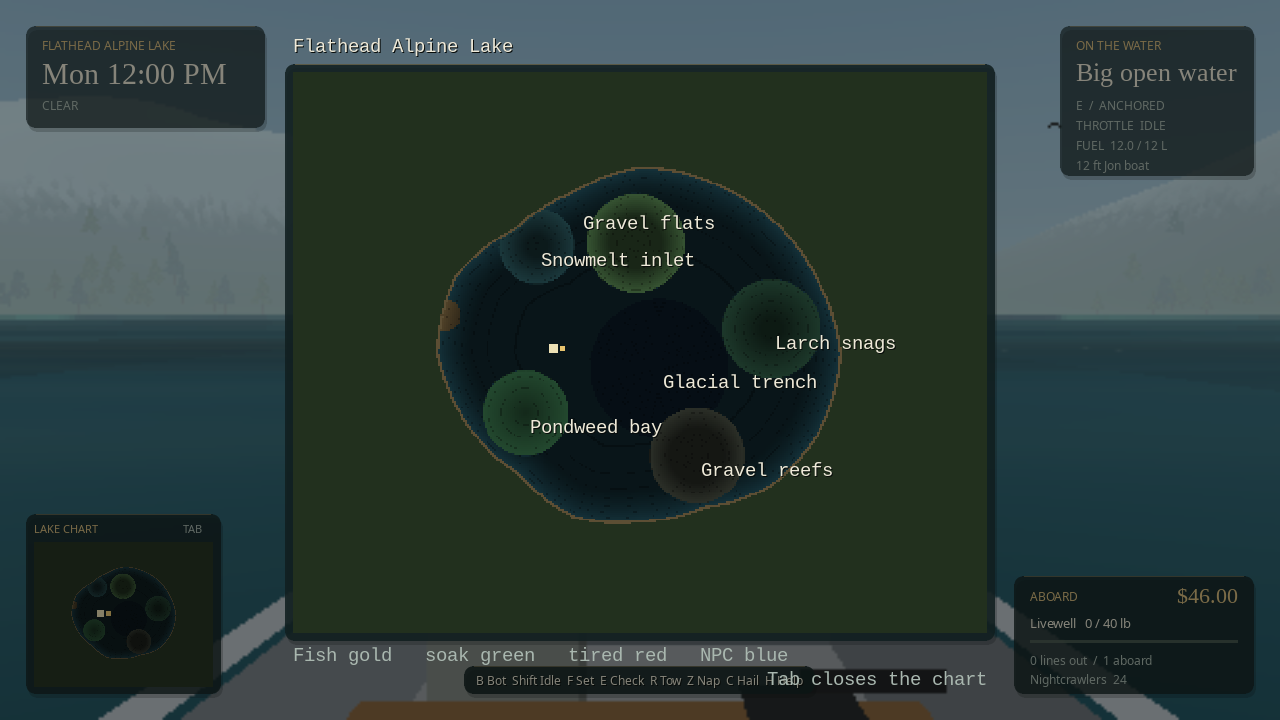 Flathead Alpine Lake
FLATHEAD ALPINE LAKE
Mon 12:00 PM
CLEAR
ON THE WATER
Big open water
E / ANCHORED
THROTTLE IDLE
FUEL 12.0 / 12 L
12 ft Jon boat
Gravel flats
Snowmelt inlet
Larch snags
Glacial trench
Pondweed bay
Gravel reefs
LAKE CHART TAB
ABOARD $46.00
Livewell 0 / 40 lb
0 lines out / 1 aboard
Nightcrawlers 24
Fish gold soak green tired red NPC blue
B Bot Shift Idle F Set E Check R Tow Z Nap C Hail
Tab closes the chart